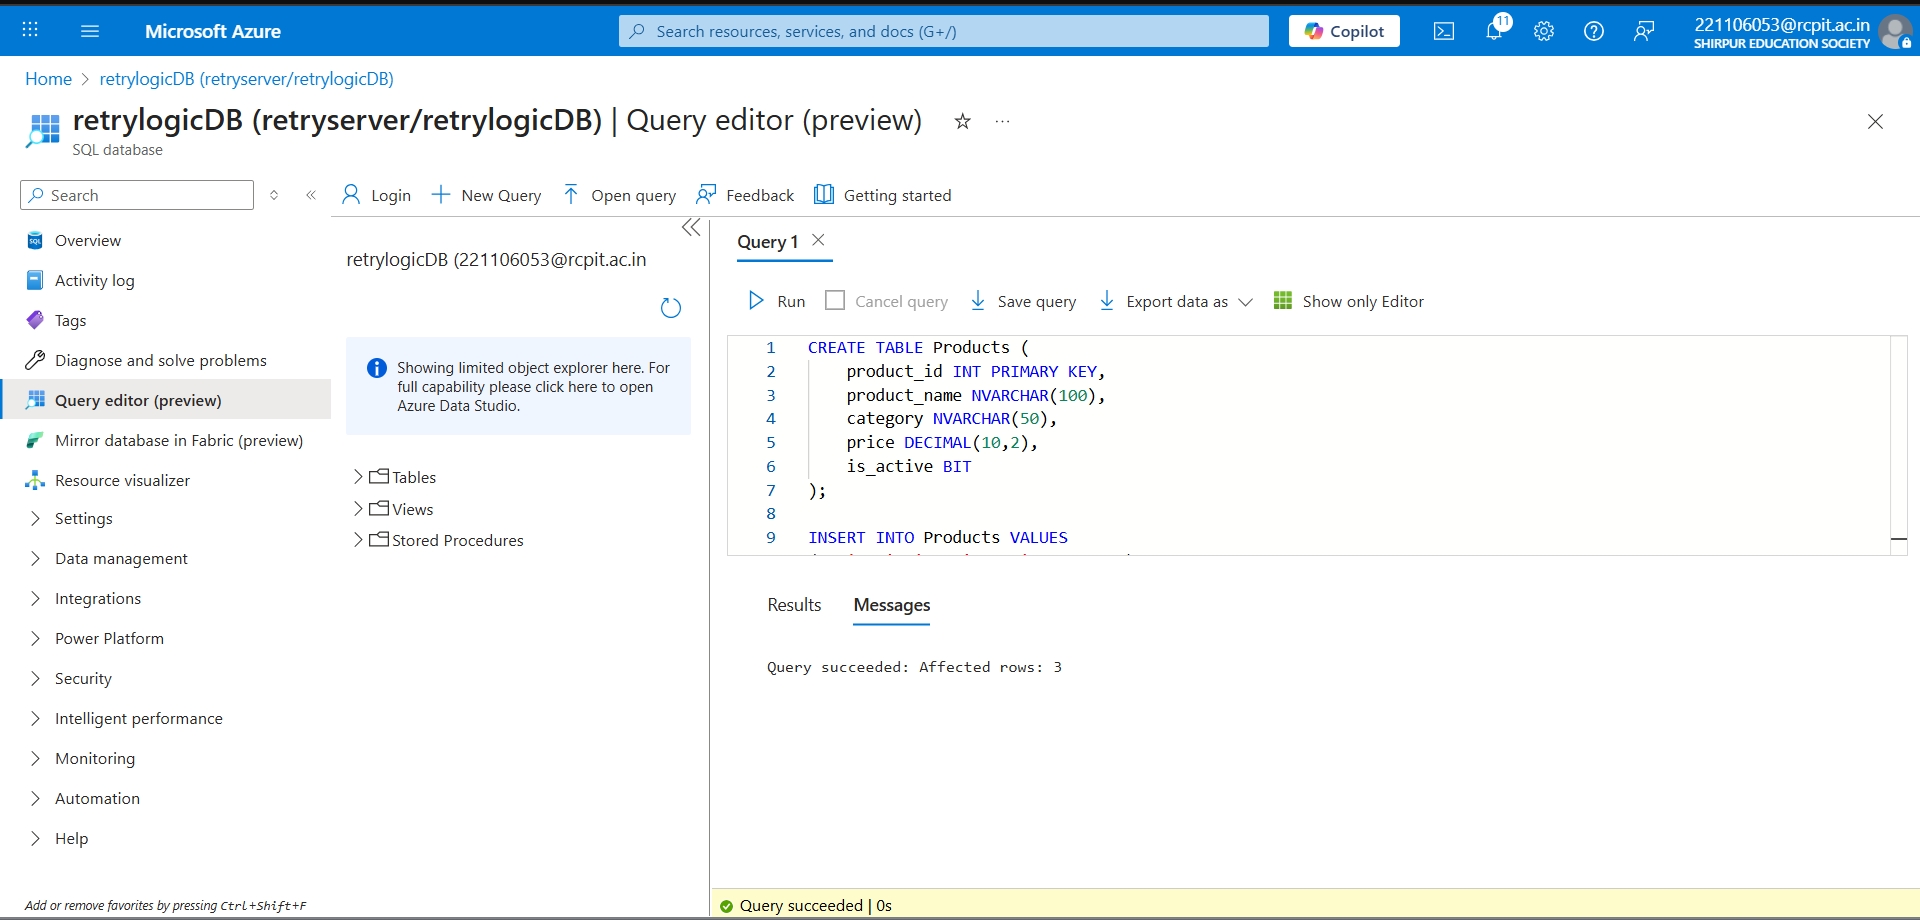 Microsoft Azure
Search resources, services, and docs (G+/)
Copilot
11
221106053@rcpit.ac.in
SHIRPUR EDUCATION SOCIETY
Home > retrylogicDB (retryserver/retrylogicDB)
retrylogicDB (retryserver/retrylogicDB) | Query editor (preview)
SQL database
Search
Login
New Query
Open query
Feedback
Getting started
SQL
Overview
Activity log
Tags
Diagnose and solve problems
Query editor (preview)
Mirror database in Fabric (preview)
Resource visualizer
Settings
Data management
Integrations
Power Platform
Security
Intelligent performance
Monitoring
Automation
Help
Add or remove favorites by pressing Ctrl+Shift+F
retrylogicDB (221106053@rcpit.ac.in
Showing limited object explorer here. For
full capability please click here to open
Azure Data Studio.
Tables
Views
Stored Procedures
Query 1
Run
Cancel query
Save query
Export data as
Show only Editor
1 CREATE TABLE Products (
2 product_id INT PRIMARY KEY,
3 product_name NVARCHAR(100),
4 category NVARCHAR(50),
5 price DECIMAL(10,2),
6 is_active BIT
7 );
8
9 INSERT INTO Products VALUES
Results
Messages
Query succeeded: Affected rows: 3
Query succeeded | 0s